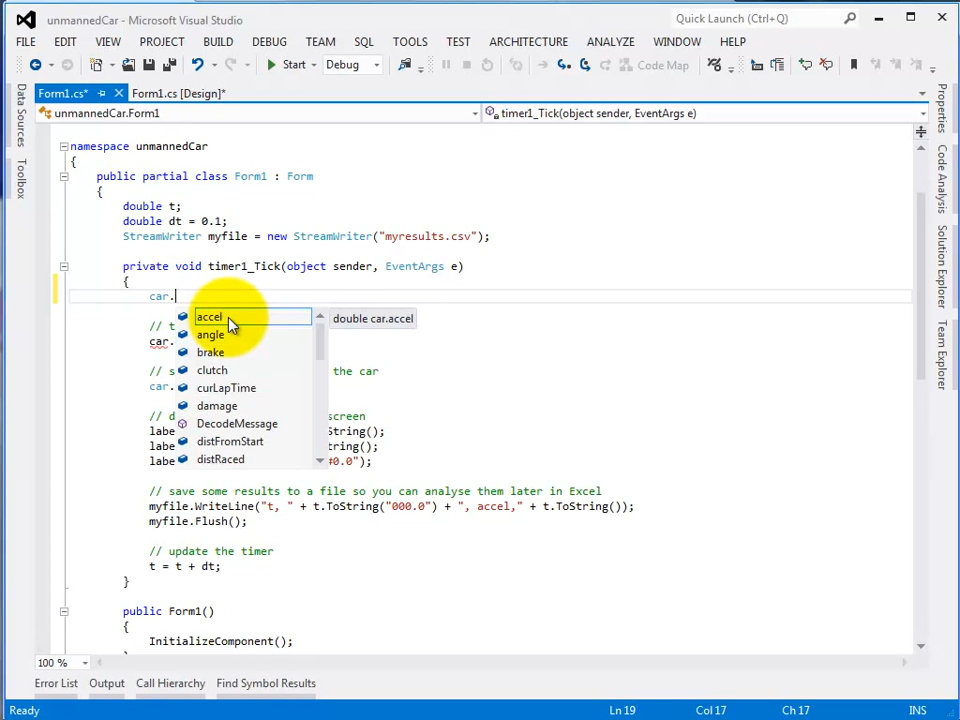 unmannedCar - Microsoft Visual Studio
Quick Launch (Ctrl+Q)
FILE EDIT VIEW PROJECT BUILD DEBUG TEAM SQL TOOLS TEST ARCHITECTURE ANALYZE WINDOW HELP
Start Debug Code Map
Form1.cs* Form1.cs [Design]*
unmannedCar.Form1 timer1_Tick(object sender, EventArgs e)
Data Sources
Toolbox
Properties
Code Analysis
Solution Explorer
Team Explorer
namespace unmannedCar
{
public partial class Form1 : Form
{
double t;
double dt = 0.1;
StreamWriter myfile = new StreamWriter("myresults.csv");
private void timer1_Tick(object sender, EventArgs e)
{
car.
accel double car.accel
// t
angle
car.
brake
clutch
// s the car
car.
curLapTime
damage
// d screen
DecodeMessage
labe String();
distFromStart
labe tring();
distRaced
labe #0.0");
// save some results to a file so you can analyse them later in Excel
myfile.WriteLine("t, " + t.ToString("000.0") + ", accel," + t.ToString());
myfile.Flush();
// update the timer
t = t + dt;
}
public Form1()
{
InitializeComponent();
100 %
Error List Output Call Hierarchy Find Symbol Results
Ready Ln 19 Col 17 Ch 17 INS